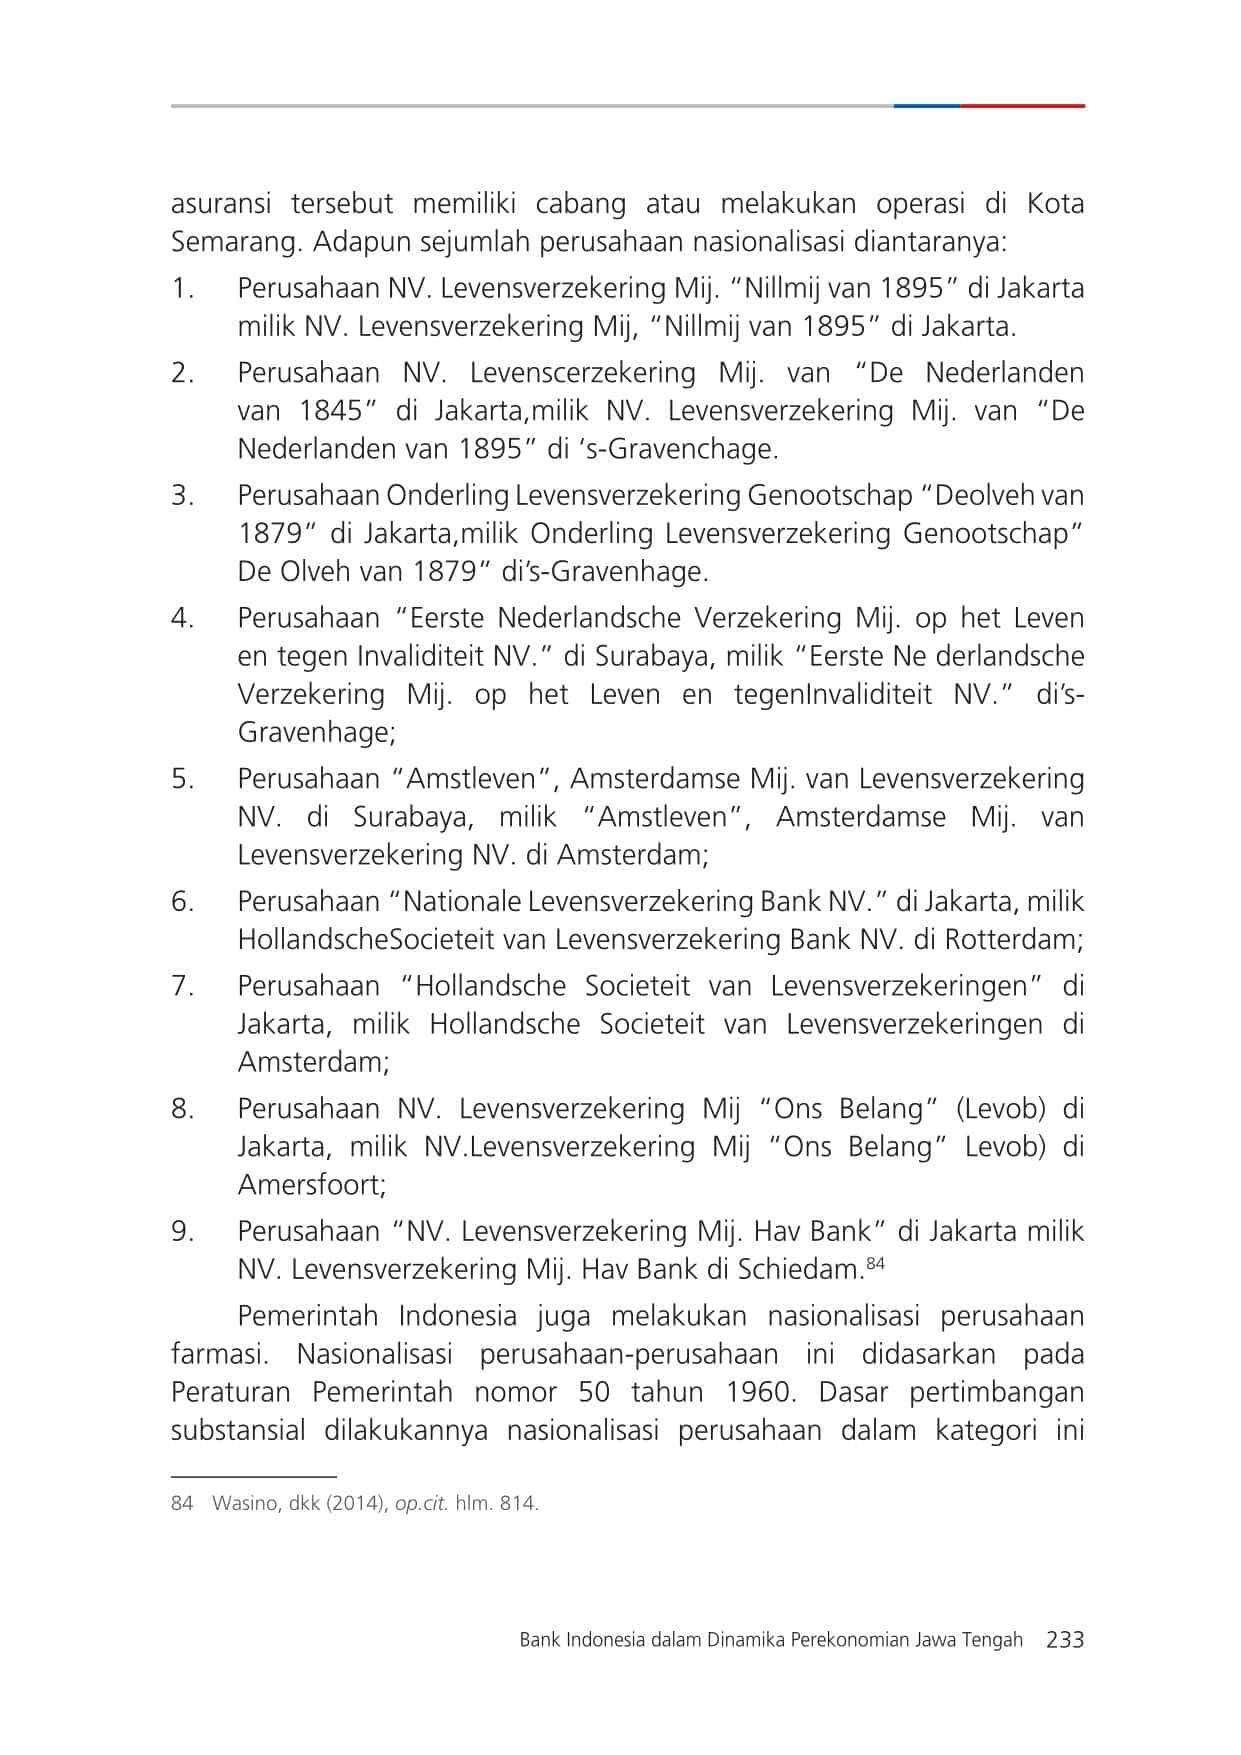 asuransi tersebut memiliki cabang atau melakukan operasi di Kota
Semarang. Adapun sejumlah perusahaan nasionalisasi diantaranya:
1. Perusahaan NV. Levensverzekering Mij. “Nillmij van 1895” di Jakarta
milik NV. Levensverzekering Mij, “Nillmij van 1895” di Jakarta.
2. Perusahaan NV. Levenscerzekering Mij. van “De Nederlanden
van 1845” di Jakarta,milik NV. Levensverzekering Mij. van “De
Nederlanden van 1895” di ‘s-Gravenchage.
3. Perusahaan Onderling Levensverzekering Genootschap “Deolveh van
1879” di Jakarta,milik Onderling Levensverzekering Genootschap”
De Olveh van 1879” di’s-Gravenhage.
4. Perusahaan “Eerste Nederlandsche Verzekering Mij. op het Leven
en tegen Invaliditeit NV.” di Surabaya, milik “Eerste Ne derlandsche
Verzekering Mij. op het Leven en tegenInvaliditeit NV.” di’s-
Gravenhage;
5. Perusahaan “Amstleven”, Amsterdamse Mij. van Levensverzekering
NV. di Surabaya, milik “Amstleven”, Amsterdamse Mij. van
Levensverzekering NV. di Amsterdam;
6. Perusahaan “Nationale Levensverzekering Bank NV.” di Jakarta, milik
HollandscheSocieteit van Levensverzekering Bank NV. di Rotterdam;
7. Perusahaan “Hollandsche Societeit van Levensverzekeringen” di
Jakarta, milik Hollandsche Societeit van Levensverzekeringen di
Amsterdam;
8. Perusahaan NV. Levensverzekering Mij “Ons Belang” (Levob) di
Jakarta, milik NV.Levensverzekering Mij “Ons Belang” Levob) di
Amersfoort;
9. Perusahaan “NV. Levensverzekering Mij. Hav Bank” di Jakarta milik
NV. Levensverzekering Mij. Hav Bank di Schiedam.84
Pemerintah Indonesia juga melakukan nasionalisasi perusahaan
farmasi. Nasionalisasi perusahaan-perusahaan ini didasarkan pada
Peraturan Pemerintah nomor 50 tahun 1960. Dasar pertimbangan
substansial dilakukannya nasionalisasi perusahaan dalam kategori ini
84 Wasino, dkk (2014), op.cit. hlm. 814.
Bank Indonesia dalam Dinamika Perekonomian Jawa Tengah 233